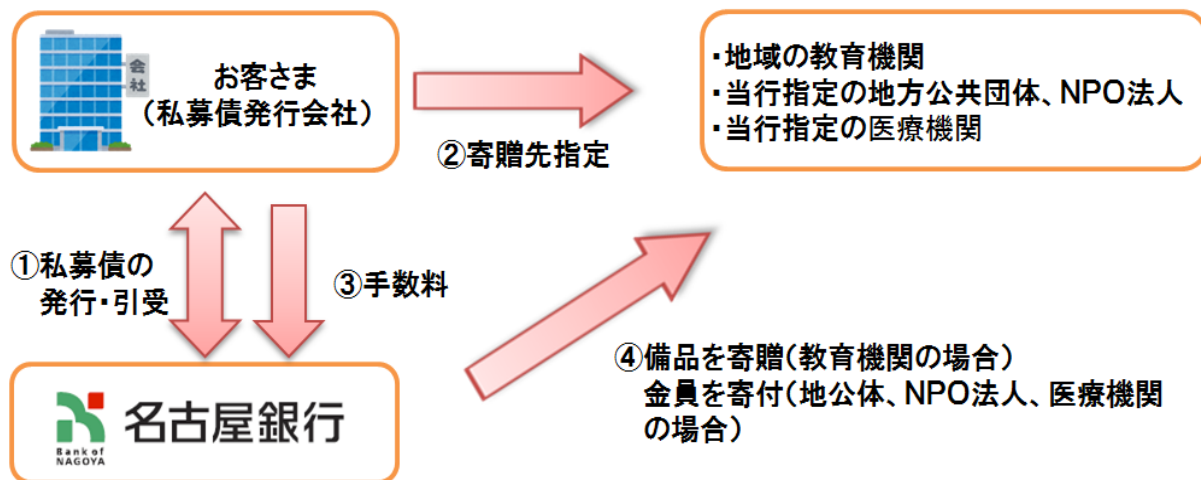 会
社
お客さま
（私募債発行会社）
②寄贈先指定
・地域の教育機関
・当行指定の地方公共団体、NPO法人
・当行指定の医療機関
①私募債の
発行・引受
③手数料
④備品を寄贈（教育機関の場合）
金員を寄付（地公体、NPO法人、医療機関
の場合）
Bank of
NAGOYA
名古屋銀行